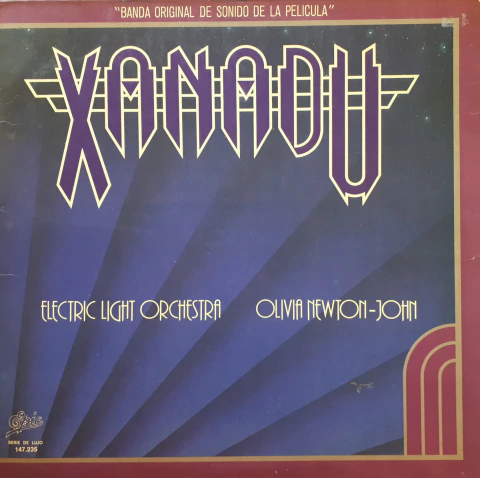 "BANDA ORIGINAL DE SONIDO DE LA PELICULA"
XANADU
ELECTRIC LIGHT ORCHESTRA OLIVIA NEWTON-JOHN
Epic
SERIE DE LUJO
147.235